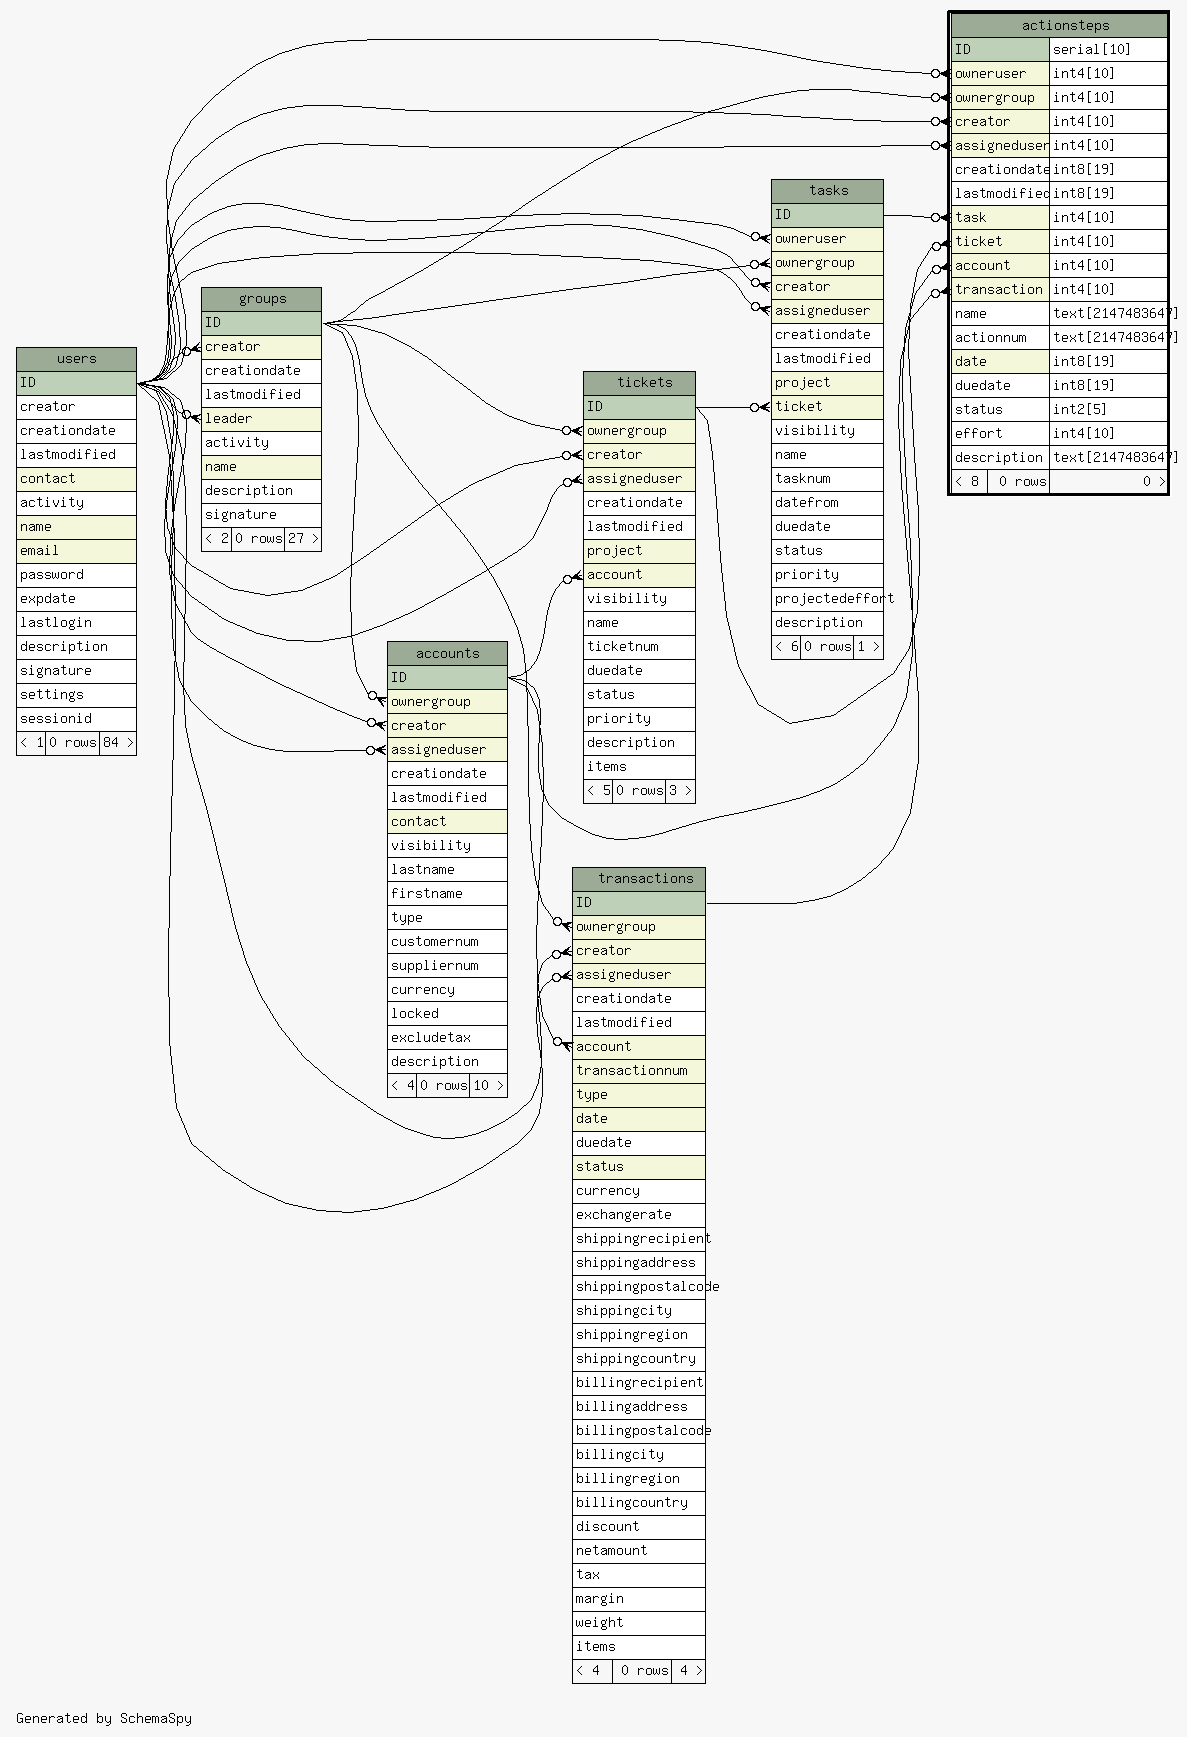 actionsteps
ID serial[10]
owneruser int4[10]
ownergroup int4[10]
creator int4[10]
assigneduser int4[10]
creationdate int8[19]
lastmodified int8[19]
task int4[10]
ticket int4[10]
account int4[10]
transaction int4[10]
name text[2147483647]
actionnum text[2147483647]
date int8[19]
duedate int8[19]
status int2[5]
effort int4[10]
description text[2147483647]
< 8 0 rows 0 >
tasks
ID
owneruser
ownergroup
creator
assigneduser
creationdate
lastmodified
project
ticket
visibility
name
tasknum
datefrom
duedate
status
priority
projectedeffort
description
< 6 0 rows 1 >
groups
ID
creator
creationdate
lastmodified
leader
activity
name
description
signature
< 2 0 rows 27 >
users
ID
creator
creationdate
lastmodified
contact
activity
name
email
password
expdate
lastlogin
description
signature
settings
sessionid
< 1 0 rows 84 >
tickets
ID
ownergroup
creator
assigneduser
creationdate
lastmodified
project
account
visibility
name
ticketnum
duedate
status
priority
description
items
< 5 0 rows 3 >
accounts
ID
ownergroup
creator
assigneduser
creationdate
lastmodified
contact
visibility
lastname
firstname
type
customernum
suppliernum
currency
locked
excludetax
description
< 4 0 rows 10 >
transactions
ID
ownergroup
creator
assigneduser
creationdate
lastmodified
account
transactionnum
type
date
duedate
status
currency
exchangerate
shippingrecipient
shippingaddress
shippingpostalcode
shippingcity
shippingregion
shippingcountry
billingrecipient
billingaddress
billingpostalcode
billingcity
billingregion
billingcountry
discount
netamount
tax
margin
weight
items
< 4 0 rows 4 >
Generated by SchemaSpy